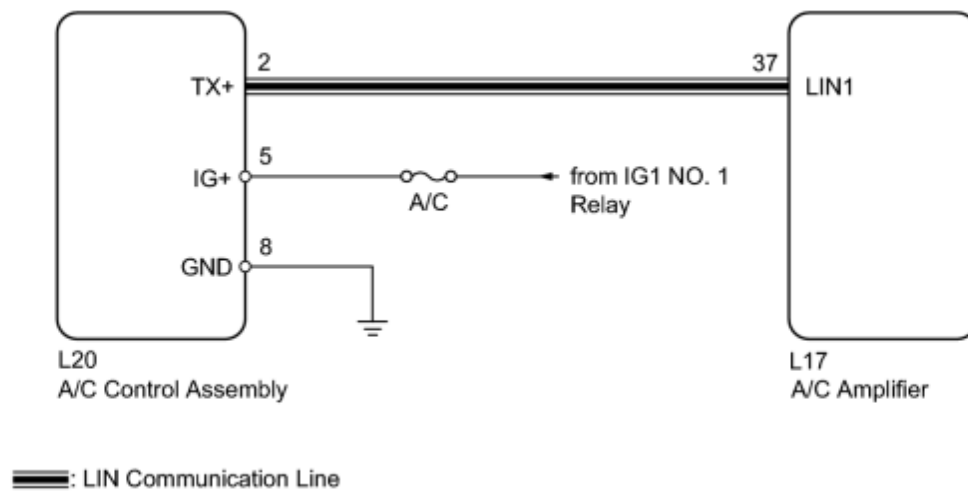 2
37
TX+
LIN1
5
IG+
A/C
from IG1 NO. 1
Relay
8
GND
L20
A/C Control Assembly
L17
A/C Amplifier
: LIN Communication Line